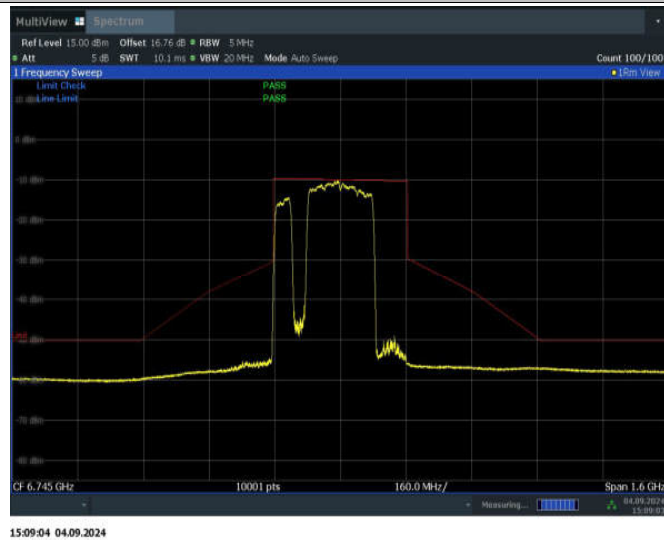 MultiView Spectrum
Ref Level 15.00 dBm Offset 16.76 dB RBW 5 MHz
Att 5 dB SWT 10.1 ms VBW 20 MHz Mode Auto Sweep Count 100/100
1 Frequency Sweep 1Rm View
Limit Check PASS
Line Limit PASS
0 dBm
-10 dBm
-20 dBm
-30 dBm
-40 dBm
-70 dBm
-80 dBm
CF 6.745 GHz 10001 pts 160.0 MHz/ Span 1.6 GHz
Measuring... 04.09.2024
15:09:03
15:09:04 04.09.2024